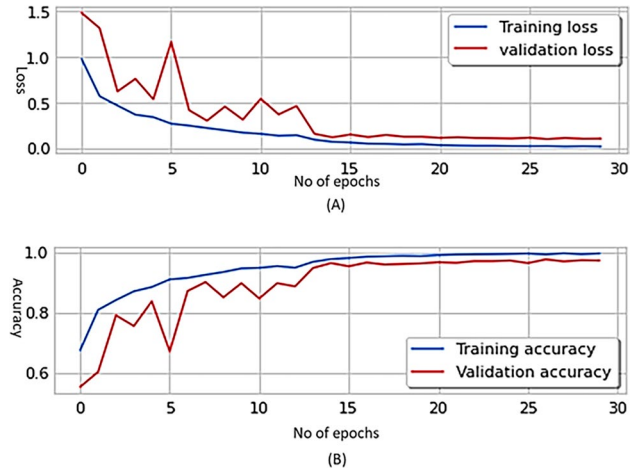 1.5
1.0
0.5
0.0
Loss
Training loss
validation loss
0 5 10 15 20 25 30
No of epochs
(A)
1.0
0.8
0.6
Accuracy
Training accuracy
Validation accuracy
0 5 10 15 20 25 30
No of epochs
(B)